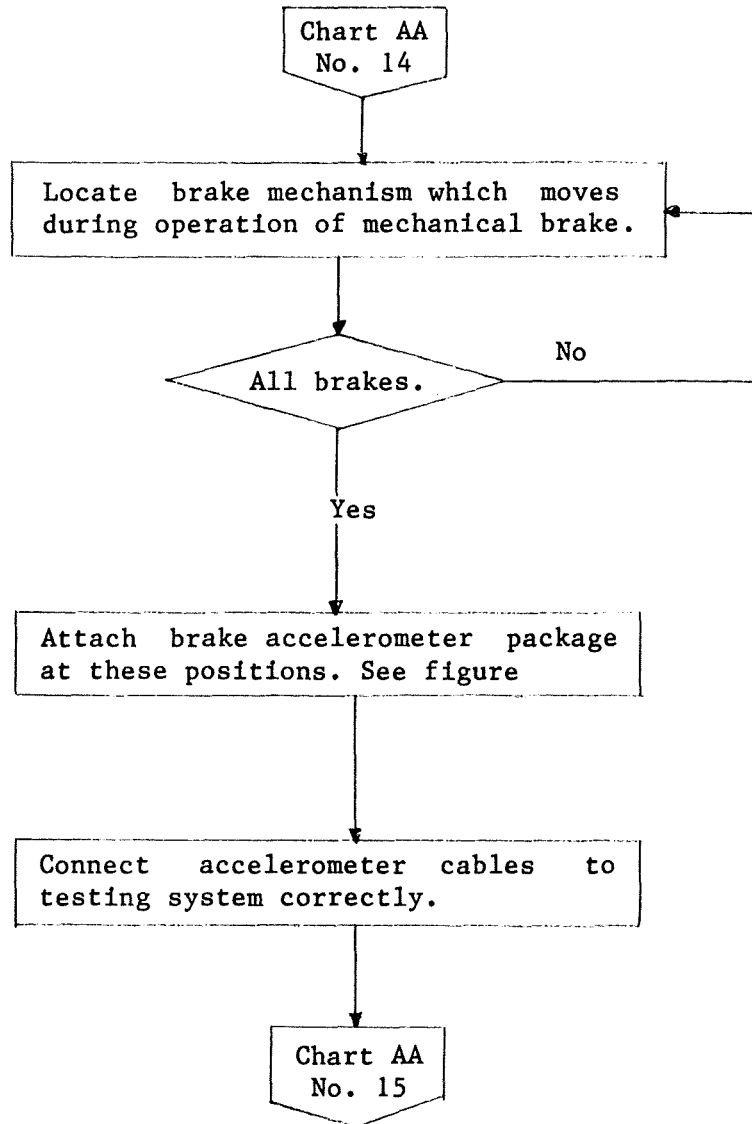 Chart AA
No. 14
Locate brake mechanism which moves
during operation of mechanical brake.
All brakes.
No
Yes
Attach brake accelerometer package
at these positions. See figure
Connect accelerometer cables to
testing system correctly.
Chart AA
No. 15